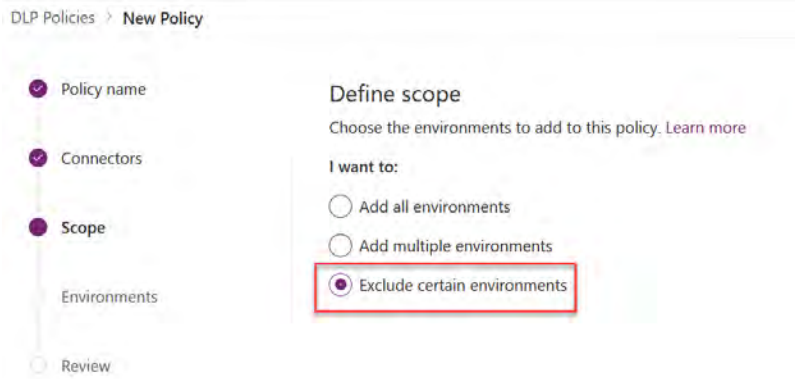 DLP Policies > New Policy
Policy name
Connectors
Scope
Environments
Review
Define scope
Choose the environments to add to this policy. Learn more
I want to:
Add all environments
Add multiple environments
Exclude certain environments